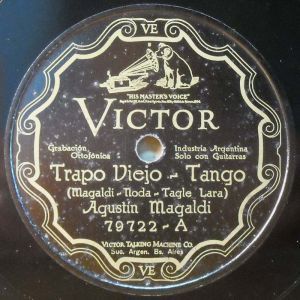 VE
"HIS MASTER'S VOICE"
VICTOR
Grabación
Ortofónica
Industria Argentina
Solo con Guitarras
Trapo Viejo - Tango
(Magaldi-Noda-Tagle Lara)
Agustin Magaldi
79722-A
VICTOR TALKING MACHINE CO.
Suc. Argen. Bs. Aires
VE